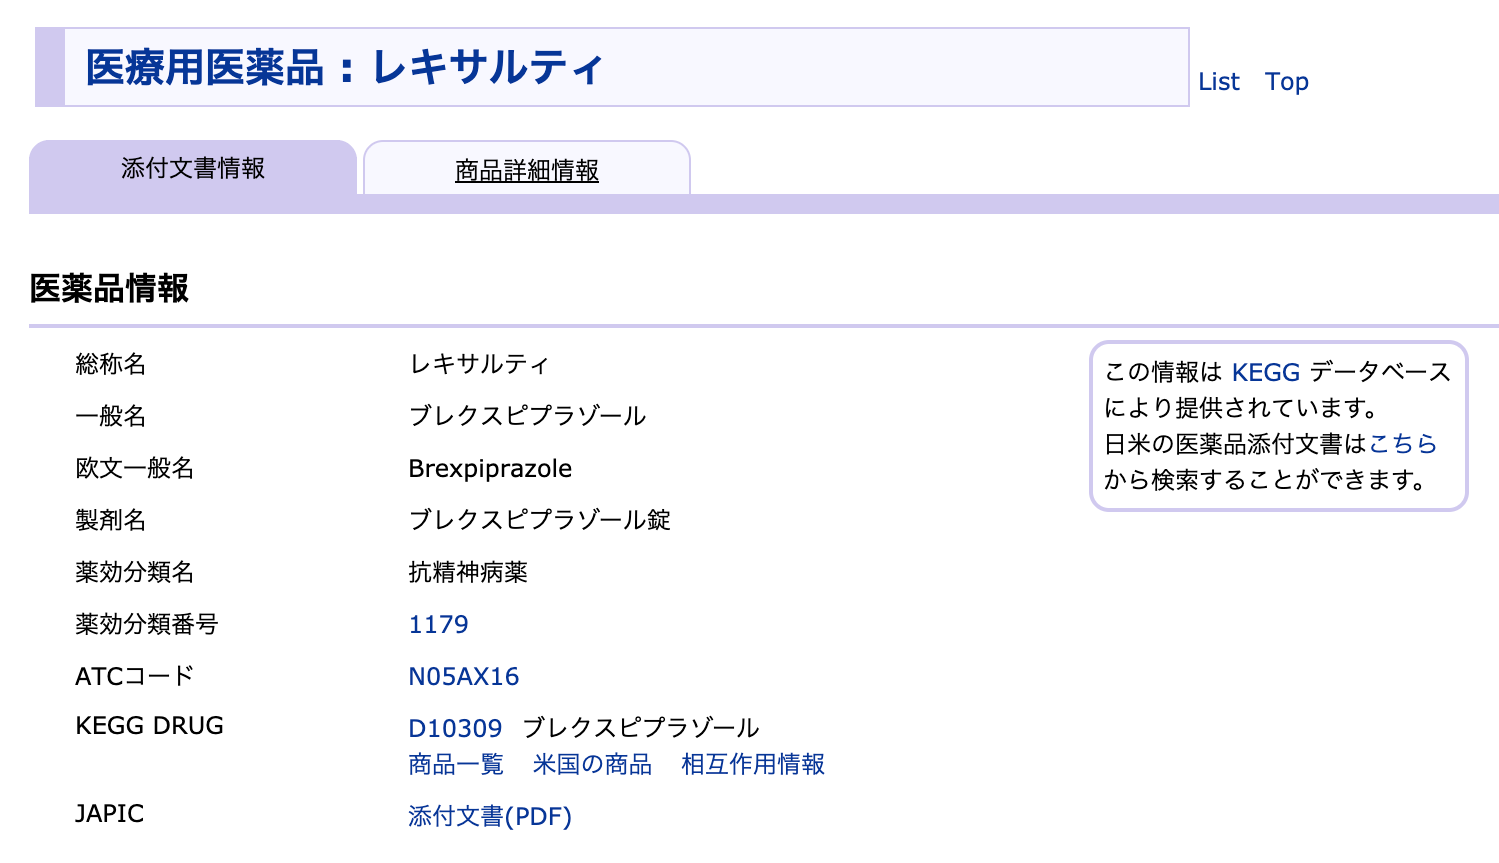 医療用医薬品：レキサルティ
List Top
添付文書情報 商品詳細情報
医薬品情報
総称名 レキサルティ
一般名 ブレクスピプラゾール
欧文一般名 Brexpiprazole
製剤名 ブレクスピプラゾール錠
薬効分類名 抗精神病薬
薬効分類番号 1179
ATCコード N05AX16
KEGG DRUG D10309 ブレクスピプラゾール
商品一覧 米国の商品 相互作用情報
JAPIC 添付文書(PDF)
この情報は KEGG データベース
により提供されています。
日米の医薬品添付文書はこちら
から検索することができます。